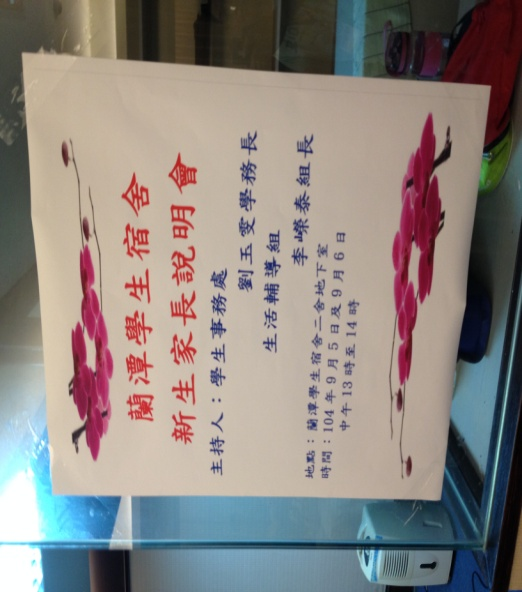 蘭潭學生宿舍
新生家長說明會
主持人：學生事務處
劉玉雯學務長
生活輔導組
李嶸泰組長
地點：蘭潭學生宿舍二舍地下室
時間：104年9月5日及9月6日
中午13時至14時